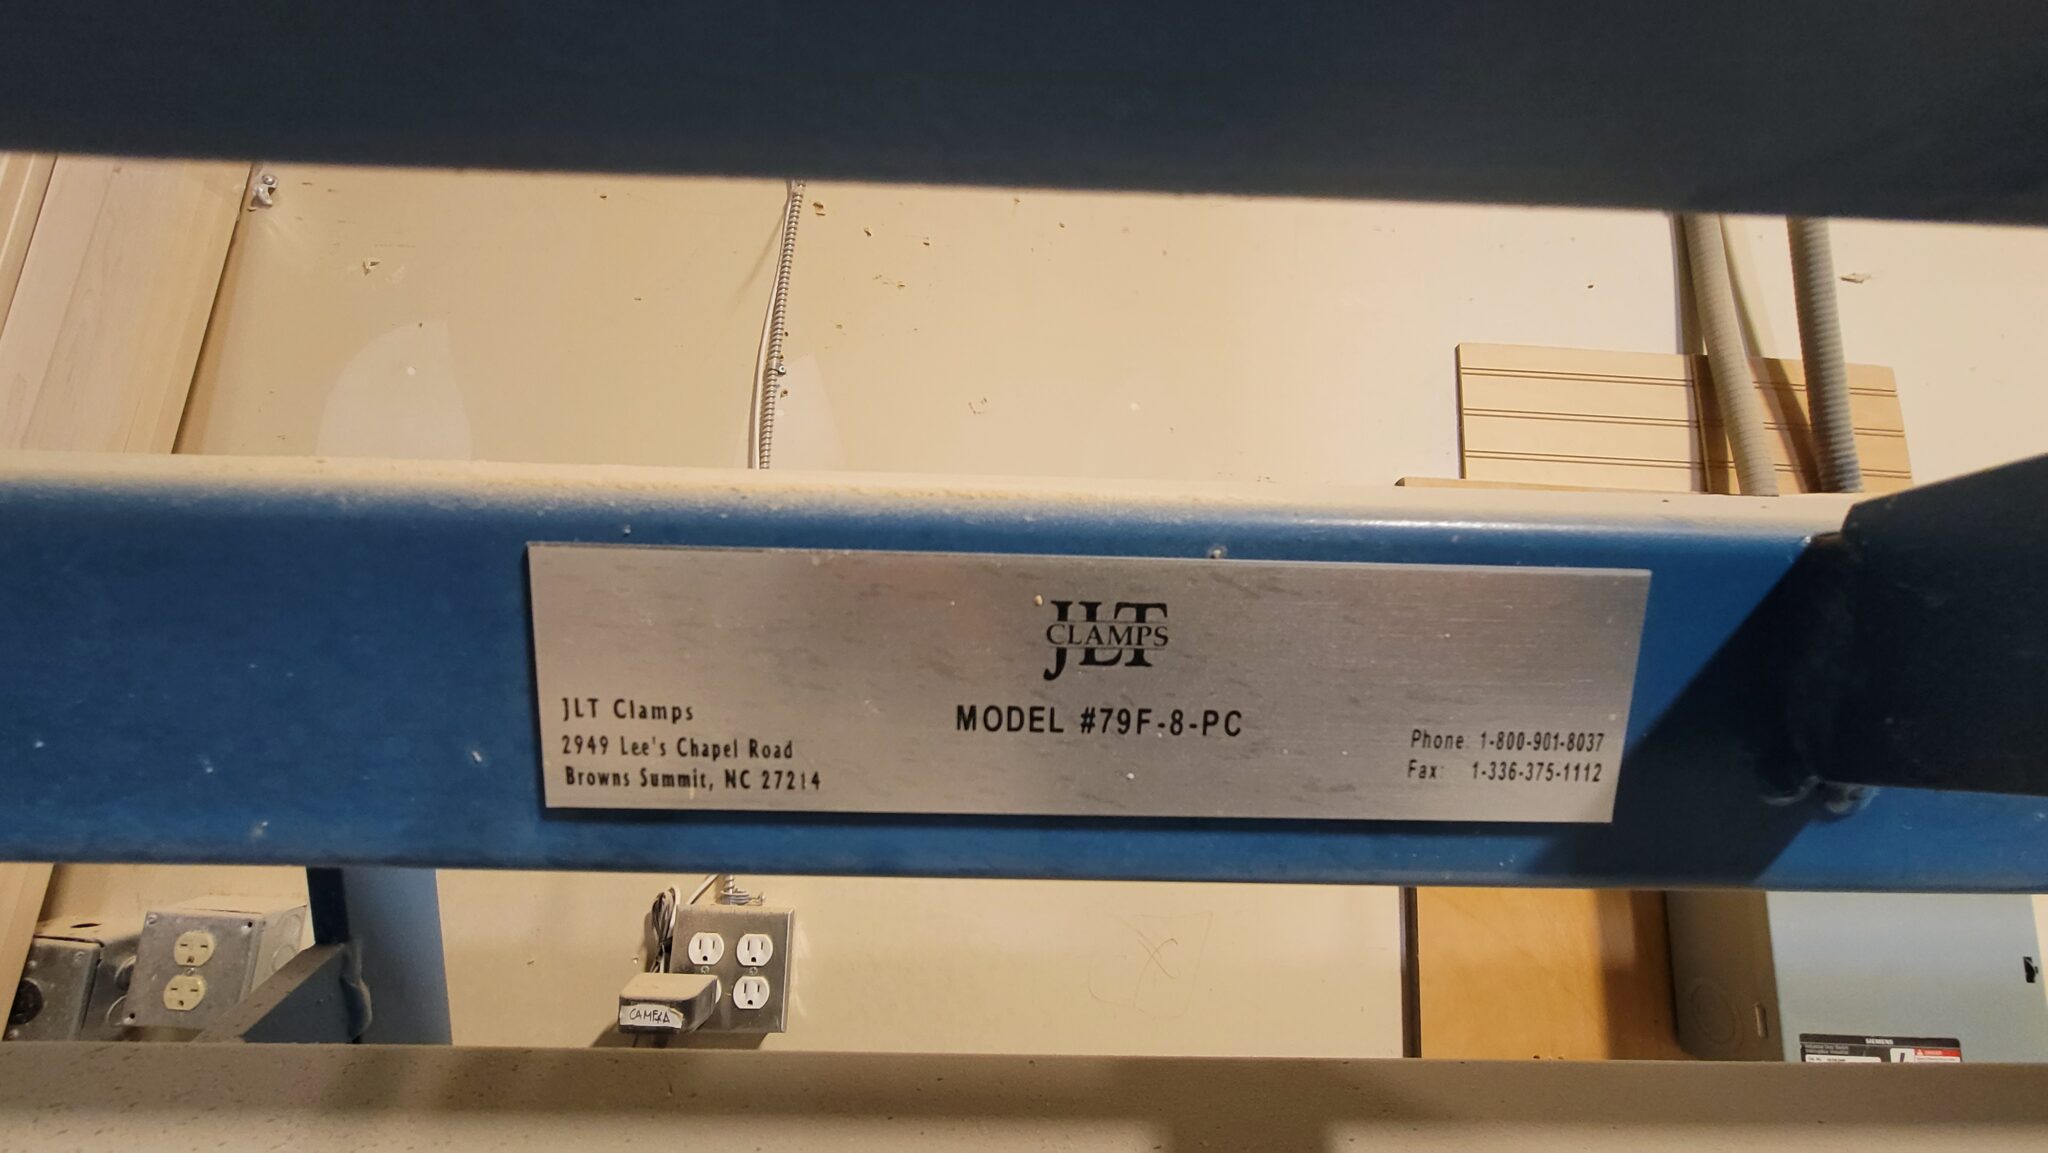 JLT
CLAMPS
MODEL #79F-8-PC
JLT Clamps
2949 Lee's Chapel Road
Browns Summit, NC 27214
Phone: 1-800-901-8037
Fax: 1-336-375-1112
CAMERA
SIEMENS
DANGER